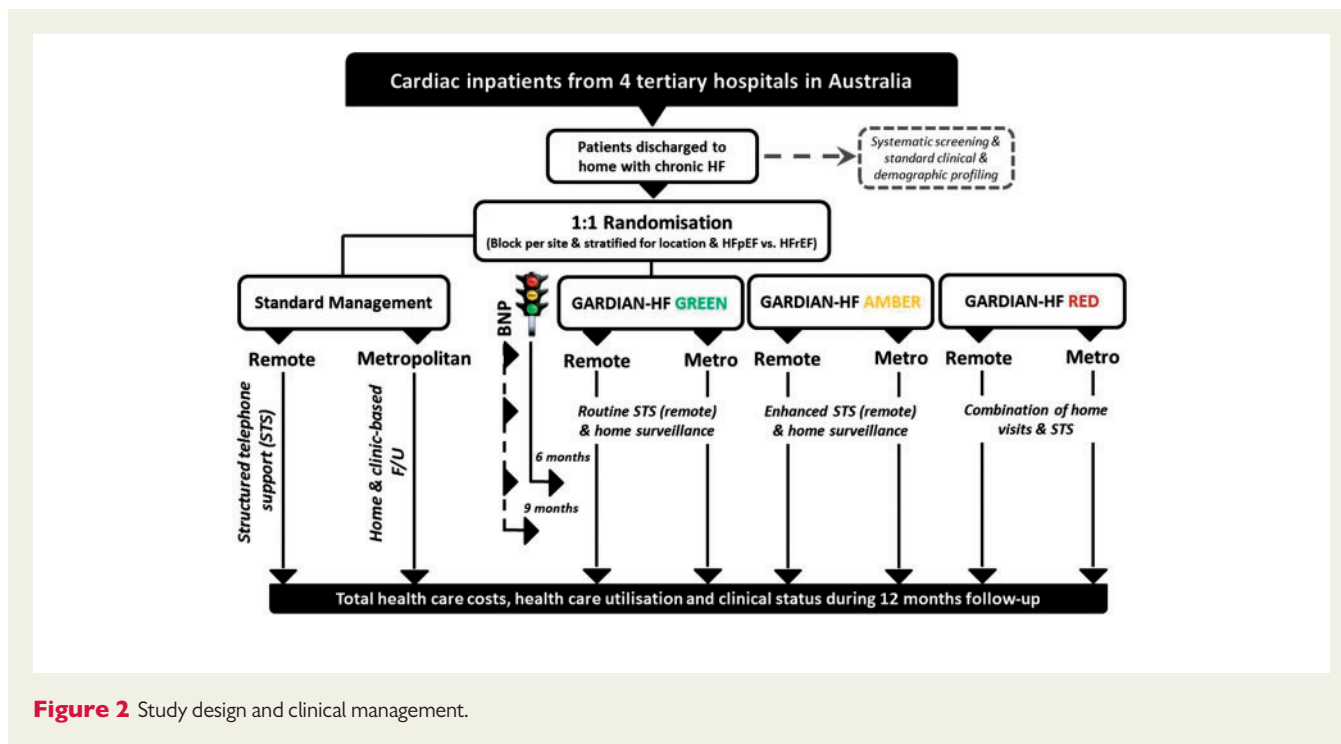 Cardiac inpatients from 4 tertiary hospitals in Australia
Patients discharged to
home with chronic HF
Systematic screening &
standard clinical &
demographic profiling
1:1 Randomisation
(Block per site & stratified for location & HFpEF vs. HFrEF)
Standard Management
BNP
GARDIAN-HF GREEN
GARDIAN-HF AMBER
GARDIAN-HF RED
Remote
Metropolitan
Remote
Metro
Remote
Metro
Remote
Metro
Structured telephone
support (STS)
Home & clinic-based
F/U
6 months
9 months
Routine STS (remote)
& home surveillance
Enhanced STS (remote)
& home surveillance
Combination of home
visits & STS
Total health care costs, health care utilisation and clinical status during 12 months follow-up
Figure 2 Study design and clinical management.